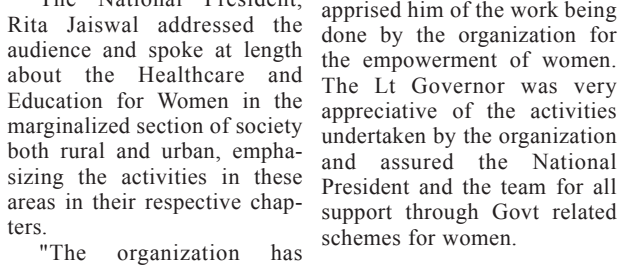 The National President,
Rita Jaiswal addressed the
audience and spoke at length
about the Healthcare and
Education for Women in the
marginalized section of society
both rural and urban, empha-
sizing the activities in these
areas in their respective chap-
ters.
"The organization has
apprised him of the work being
done by the organization for
the empowerment of women.
The Lt Governor was very
appreciative of the activities
undertaken by the organization
and assured the National
President and the team for all
support through Govt related
schemes for women.